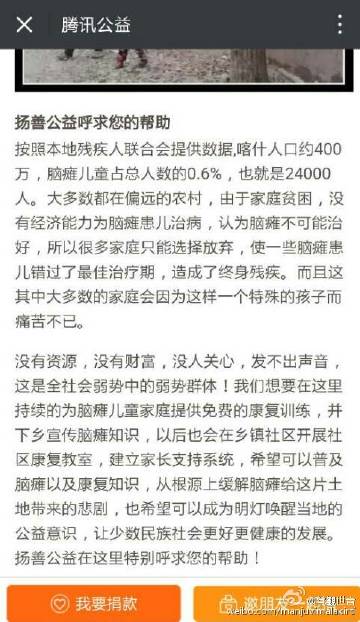 腾讯公益
扬善公益呼求您的帮助
按照本地残疾人联合会提供数据,喀什人口约400
万，脑瘫儿童占总人数的0.6%，也就是24000
人。大多数都在偏远的农村，由于家庭贫困，没
有经济能力为脑瘫患儿治病，认为脑瘫不可能治
好，所以很多家庭只能选择放弃，使一些脑瘫患
儿错过了最佳治疗期，造成了终身残疾。而且这
其中大多数的家庭会因为这样一个特殊的孩子而
痛苦不已。
没有资源，没有财富，没人关心，发不出声音，
这是全社会弱势中的弱势群体！我们想要在这里
持续的为脑瘫儿童家庭提供免费的康复训练，并
下乡宣传脑瘫知识，以后也会在乡镇社区开展社
区康复教室，建立家长支持系统，希望可以普及
脑瘫以及康复知识，从根源上缓解脑瘫给这片土
地带来的悲剧，也希望可以成为明灯唤醒当地的
公益意识，让少数民族社会更好更健康的发展。
扬善公益在这里特别呼求您的帮助！
我要捐款
邀朋友一起捐